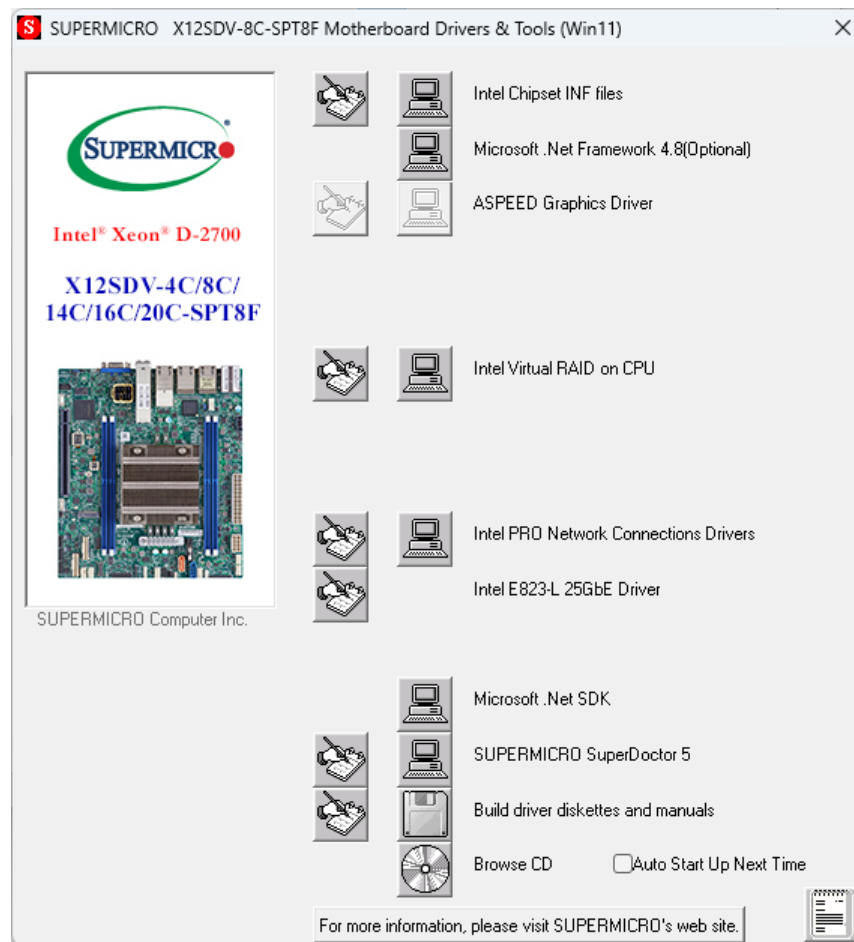 SUPERMICRO X12SDV-8C-SPT8F Motherboard Drivers & Tools (Win11)
SUPERMICRO
Intel® Xeon® D-2700
X12SDV-4C/8C/
14C/16C/20C-SPT8F
SUPERMICRO Computer Inc.
Intel Chipset INF files
Microsoft .Net Framework 4.8(Optional)
ASPEED Graphics Driver
Intel Virtual RAID on CPU
Intel PRO Network Connections Drivers
Intel E823-L 25GbE Driver
Microsoft .Net SDK
SUPERMICRO SuperDoctor 5
Build driver diskettes and manuals
Browse CD Auto Start Up Next Time
For more information, please visit SUPERMICRO's web site.